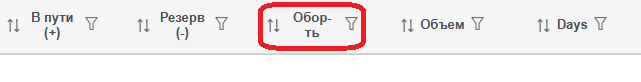 В пути
(+)
Резерв
(-)
Обор-
ть
Объем
Days